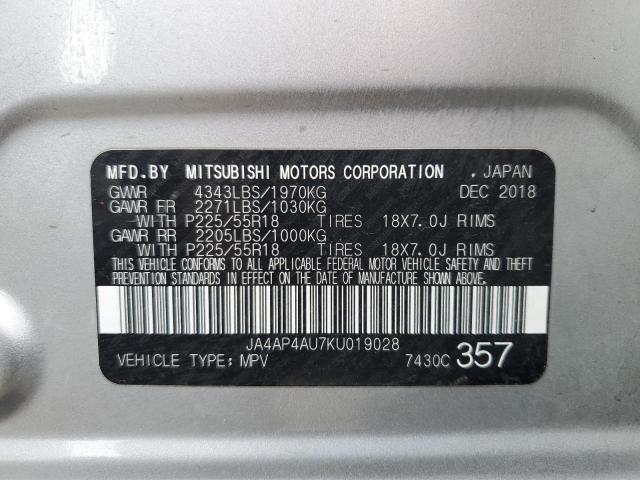 MFD.BY MITSUBISHI MOTORS CORPORATION . JAPAN
GVWR 4343LBS/1970KG DEC 2018
GAWR FR 2271LBS/1030KG
WITH P225/55R18 TIRES 18X7.0J RIMS
GAWR RR 2205LBS/1000KG
WITH P225/55R18 TIRES 18X7.0J RIMS
THIS VEHICLE CONFORMS TO ALL APPLICABLE FEDERAL MOTOR VEHICLE SAFETY AND THEFT
PREVENTION STANDARDS IN EFFECT ON THE DATE OF MANUFACTURE SHOWN ABOVE.
JA4AP4AU7KU019028
VEHICLE TYPE: MPV 7430C 357